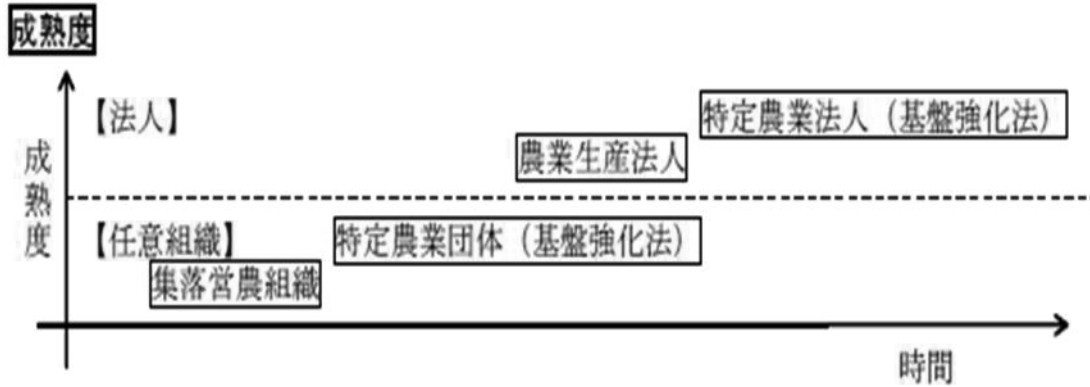 成熟度
成熟度
【法人】
特定農業法人（基盤強化法）
農業生産法人
【任意組織】
特定農業団体（基盤強化法）
集落営農組織
時間